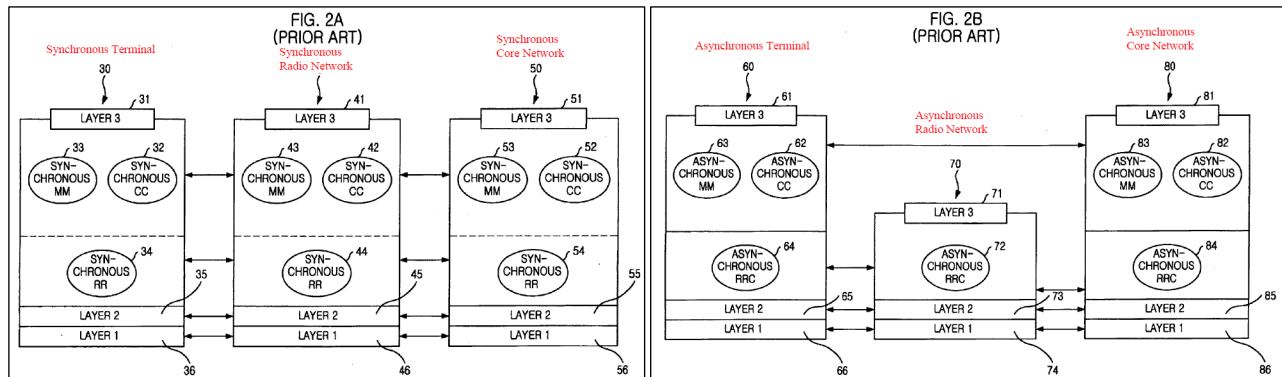 FIG. 2A
(PRIOR ART)
Synchronous Terminal
Synchronous
Radio Network
Synchronous
Core Network
30
40
50
31
41
51
LAYER 3
LAYER 3
LAYER 3
33
32
43
42
53
52
SYN-
CHRONOUS
MM
SYN-
CHRONOUS
CC
SYN-
CHRONOUS
MM
SYN-
CHRONOUS
CC
SYN-
CHRONOUS
MM
SYN-
CHRONOUS
CC
34
44
54
SYN-
CHRONOUS
RR
SYN-
CHRONOUS
RR
SYN-
CHRONOUS
RR
35
45
55
LAYER 2
LAYER 2
LAYER 2
LAYER 1
LAYER 1
LAYER 1
36
46
56
FIG. 2B
(PRIOR ART)
Asynchronous Terminal
Asynchronous
Radio Network
Asynchronous
Core Network
60
80
61
81
LAYER 3
LAYER 3
63
62
83
82
ASYN-
CHRONOUS
MM
ASYN-
CHRONOUS
CC
ASYN-
CHRONOUS
MM
ASYN-
CHRONOUS
CC
70
71
LAYER 3
64
72
84
ASYN-
CHRONOUS
RRC
ASYN-
CHRONOUS
RRC
ASYN-
CHRONOUS
RRC
65
73
85
LAYER 2
LAYER 2
LAYER 2
LAYER 1
LAYER 1
LAYER 1
66
74
86